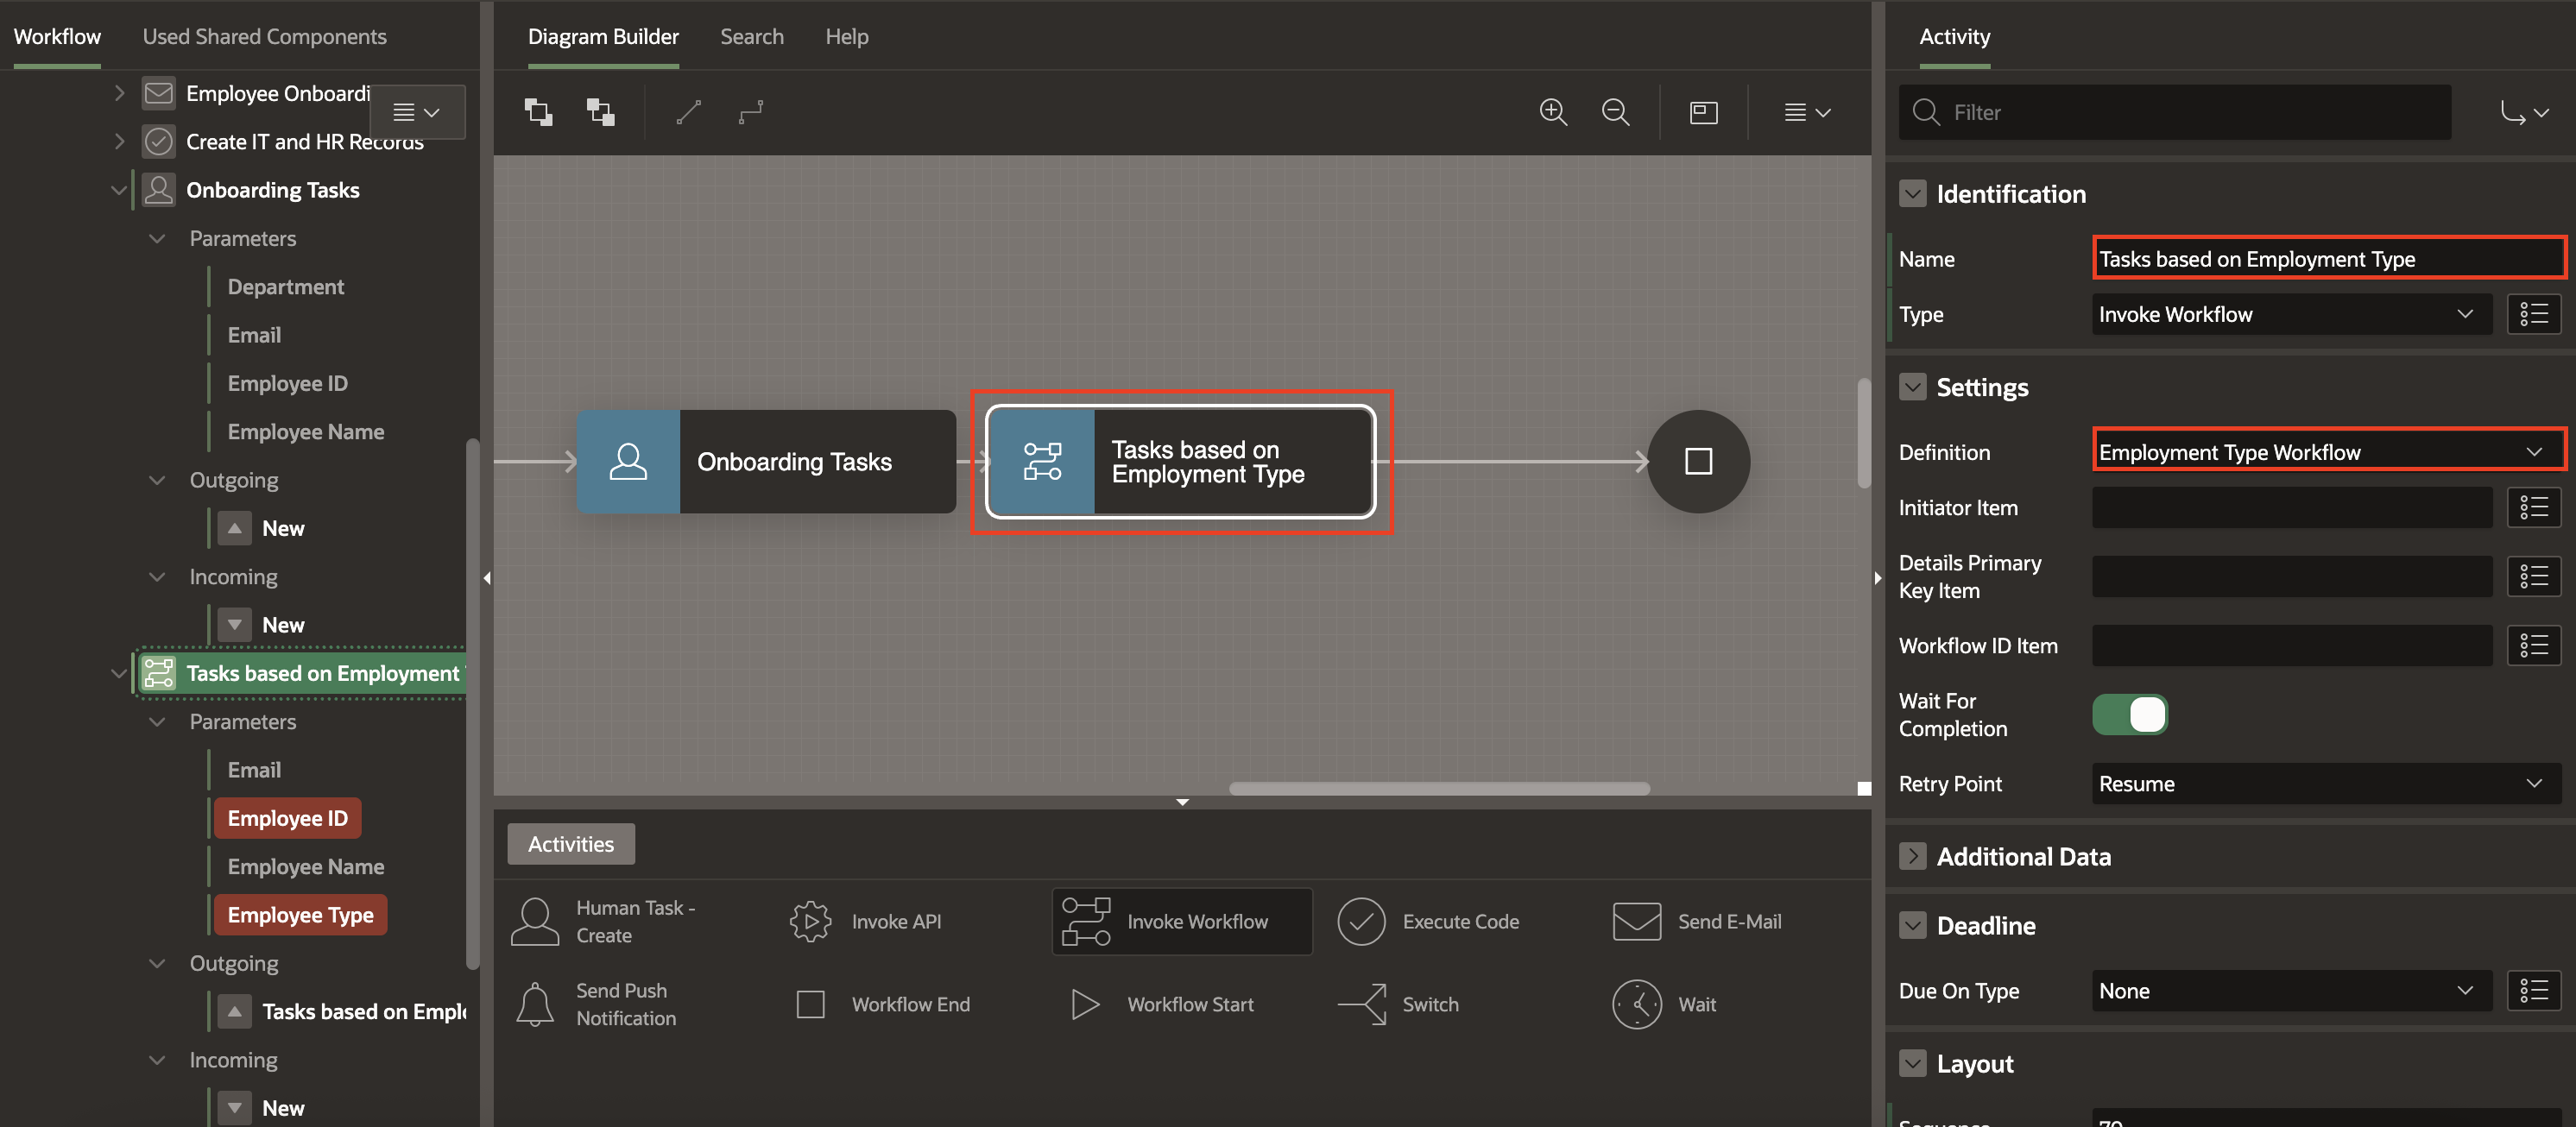 Workflow
Used Shared Components
Employee Onboardi
Create IT and HR Records
Onboarding Tasks
Parameters
Department
Email
Employee ID
Employee Name
Outgoing
New
Incoming
New
Tasks based on Employment
Parameters
Email
Employee ID
Employee Name
Employee Type
Outgoing
Tasks based on Empl
Incoming
New
Diagram Builder
Search
Help
Onboarding Tasks
Tasks based on
Employment Type
Activities
Human Task -
Create
Invoke API
Invoke Workflow
Execute Code
Send E-Mail
Send Push
Notification
Workflow End
Workflow Start
Switch
Wait
Activity
Filter
Identification
Name
Tasks based on Employment Type
Type
Invoke Workflow
Settings
Definition
Employment Type Workflow
Initiator Item
Details Primary
Key Item
Workflow ID Item
Wait For
Completion
Retry Point
Resume
Additional Data
Deadline
Due On Type
None
Layout